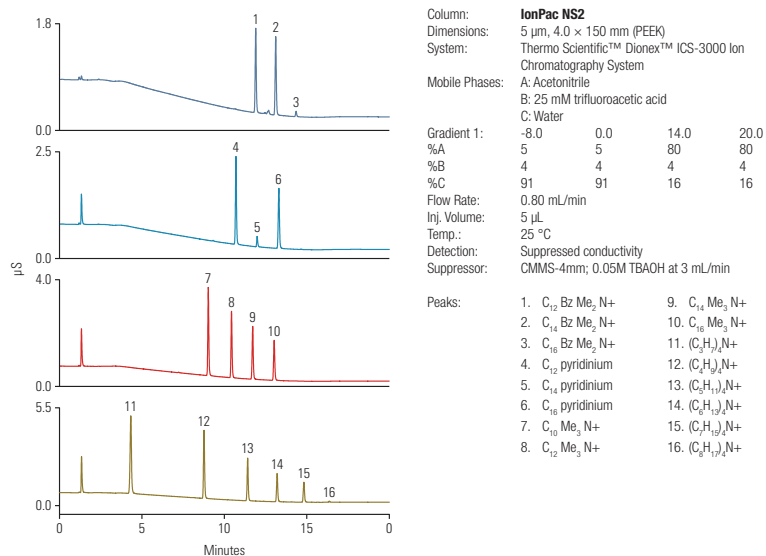 1.8
0.0
1
2
3
2.5
0.0
4
5
6
µS
4.0
0.0
7
8
9
10
5.5
0.0
11
12
13
14
15
16
0 5 10 15 0
Minutes
Column: IonPac NS2
Dimensions: 5 µm, 4.0 × 150 mm (PEEK)
System: Thermo Scientific™ Dionex™ ICS-3000 Ion
Chromatography System
Mobile Phases: A: Acetonitrile
B: 25 mM trifluoroacetic acid
C: Water
Gradient 1: -8.0 0.0 14.0 20.0
%A 5 5 80 80
%B 4 4 4 4
%C 91 91 16 16
Flow Rate: 0.80 mL/min
Inj. Volume: 5 µL
Temp.: 25 °C
Detection: Suppressed conductivity
Suppressor: CMMS-4mm; 0.05M TBAOH at 3 mL/min
Peaks: 1. C₁₂ Bz Me₂ N+ 9. C₁₄ Me₃ N+
2. C₁₄ Bz Me₂ N+ 10. C₁₆ Me₃ N+
3. C₁₆ Bz Me₂ N+ 11. (C₃H₇)₄N+
4. C₁₂ pyridinium 12. (C₄H₉)₄N+
5. C₁₄ pyridinium 13. (C₅H₁₁)₄N+
6. C₁₆ pyridinium 14. (C₆H₁₃)₄N+
7. C₁₀ Me₃ N+ 15. (C₇H₁₅)₄N+
8. C₁₂ Me₃ N+ 16. (C₈H₁₇)₄N+